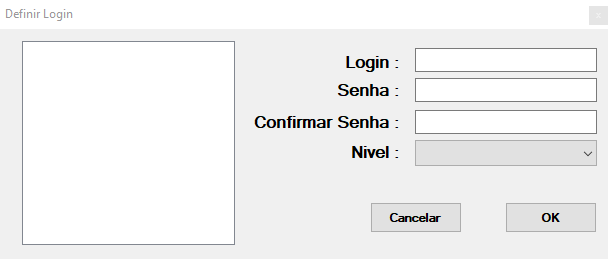 Definir Login
Login :
Senha :
Confirmar Senha :
Nivel :
Cancelar
OK